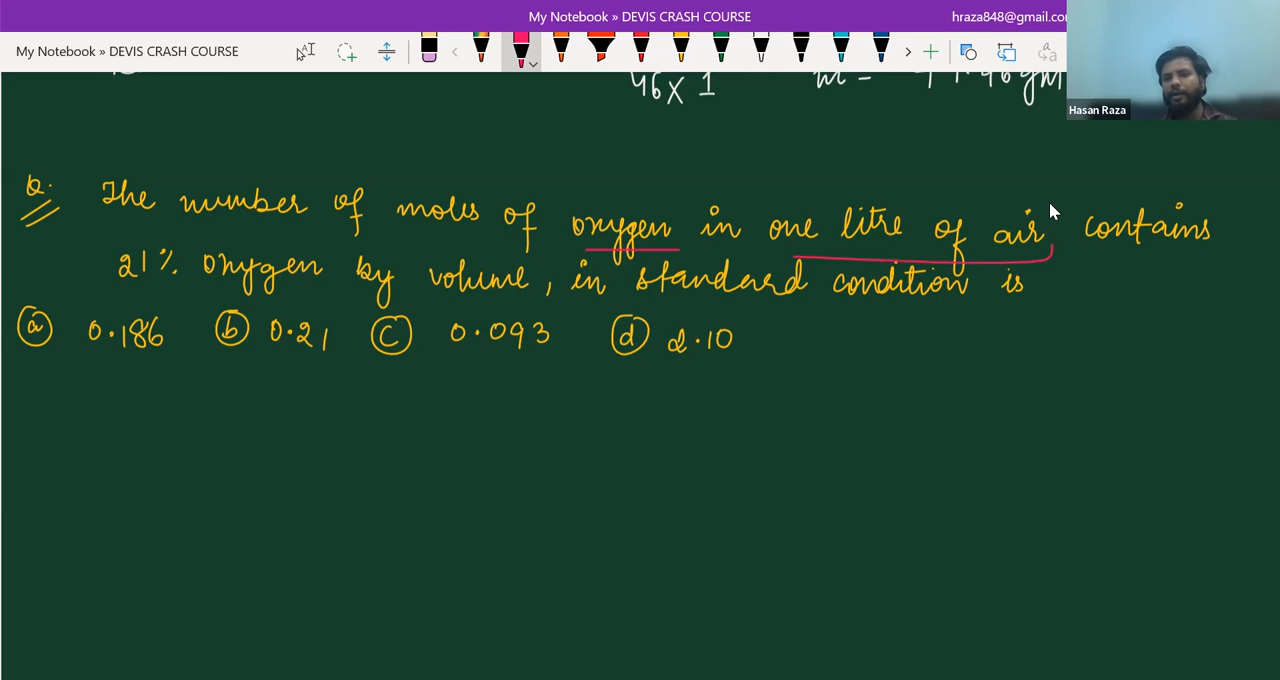 My Notebook » DEVIS CRASH COURSE
hraza848@gmail.co
My Notebook » DEVIS CRASH COURSE
Hasan Raza
46 × 1
m =
gm
Q. The number of moles of oxygen in one litre of air contains
21% oxygen by volume, in standard condition is
(a) 0.186 (b) 0.21 (c) 0.093 (d) 2.10